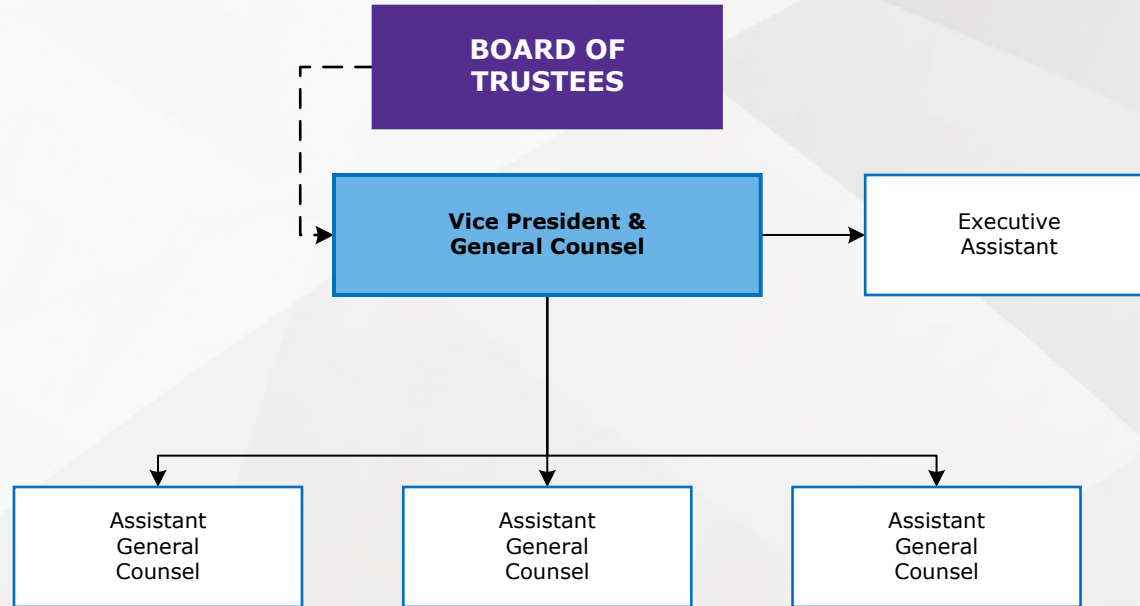 BOARD OF
TRUSTEES
Vice President &
General Counsel
Executive
Assistant
Assistant
General
Counsel
Assistant
General
Counsel
Assistant
General
Counsel